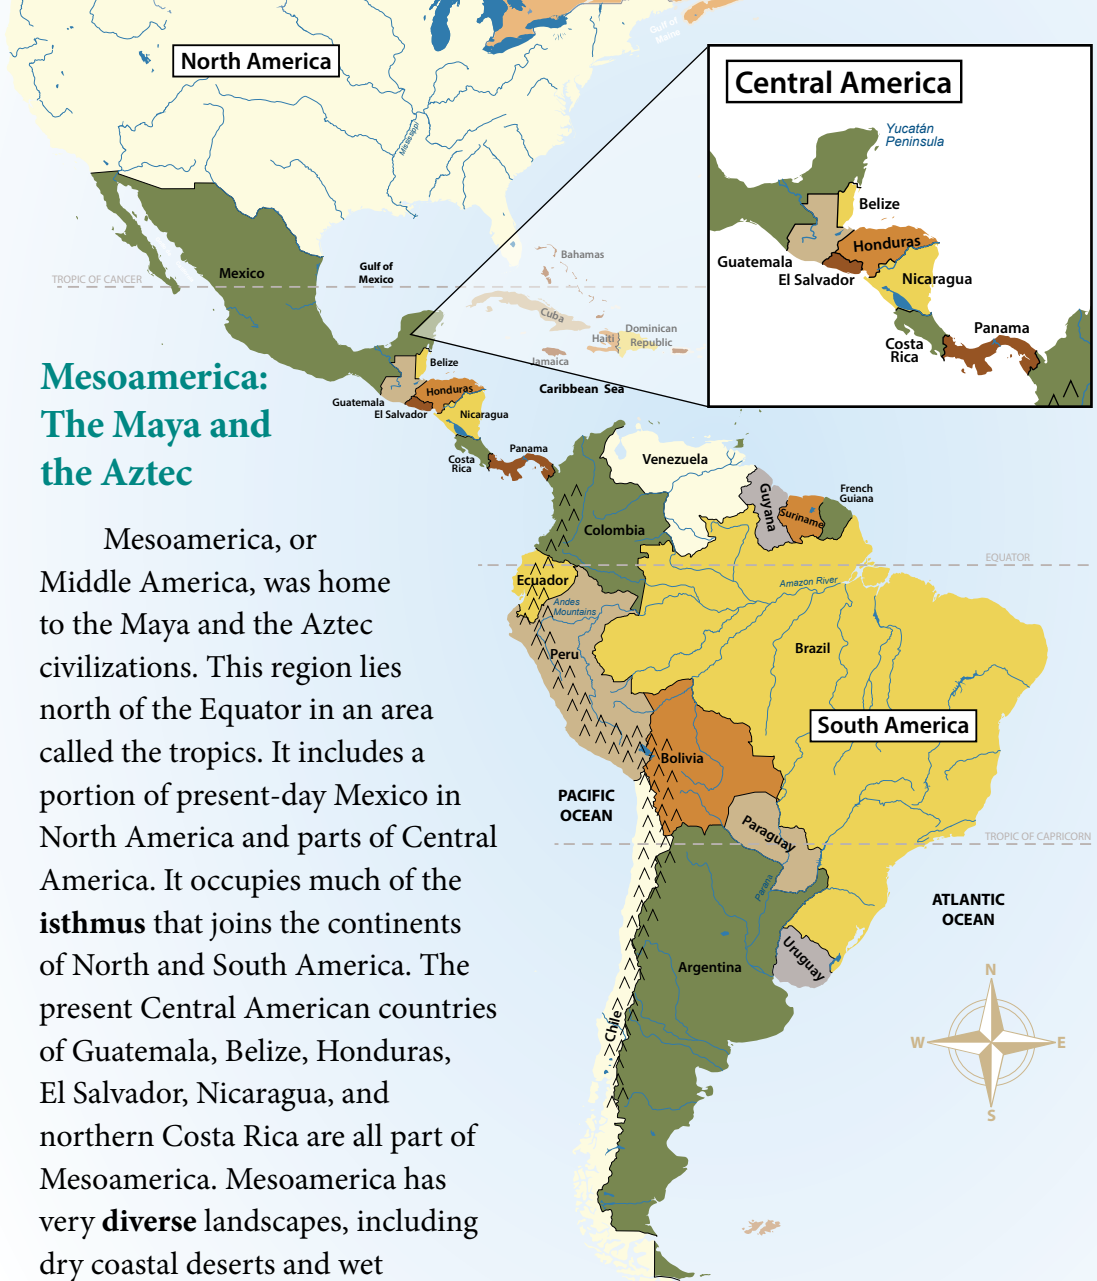 Gulf of
Maine
North America
Mississippi
Central America
Yucatán
Peninsula
Belize
Honduras
Guatemala
El Salvador
Nicaragua
Costa
Rica
Panama
TROPIC OF CANCER
Mexico
Gulf of
Mexico
Bahamas
Cuba
Haiti
Dominican
Republic
Jamaica
Caribbean Sea
Belize
Honduras
Guatemala
El Salvador
Nicaragua
Costa
Rica
Panama
Mesoamerica:
The Maya and
the Aztec
Mesoamerica, or
Middle America, was home
to the Maya and the Aztec
civilizations. This region lies
north of the Equator in an area
called the tropics. It includes a
portion of present-day Mexico in
North America and parts of Central
America. It occupies much of the
isthmus that joins the continents
of North and South America. The
present Central American countries
of Guatemala, Belize, Honduras,
El Salvador, Nicaragua, and
northern Costa Rica are all part of
Mesoamerica. Mesoamerica has
very diverse landscapes, including
dry coastal deserts and wet
Venezuela
Guyana
Suriname
French
Guiana
Colombia
EQUATOR
Ecuador
Andes
Mountains
Amazon River
Peru
Brazil
South America
Bolivia
PACIFIC
OCEAN
Paraguay
TROPIC OF CAPRICORN
Parana
ATLANTIC
OCEAN
Uruguay
Argentina
Chile
N
W
E
S